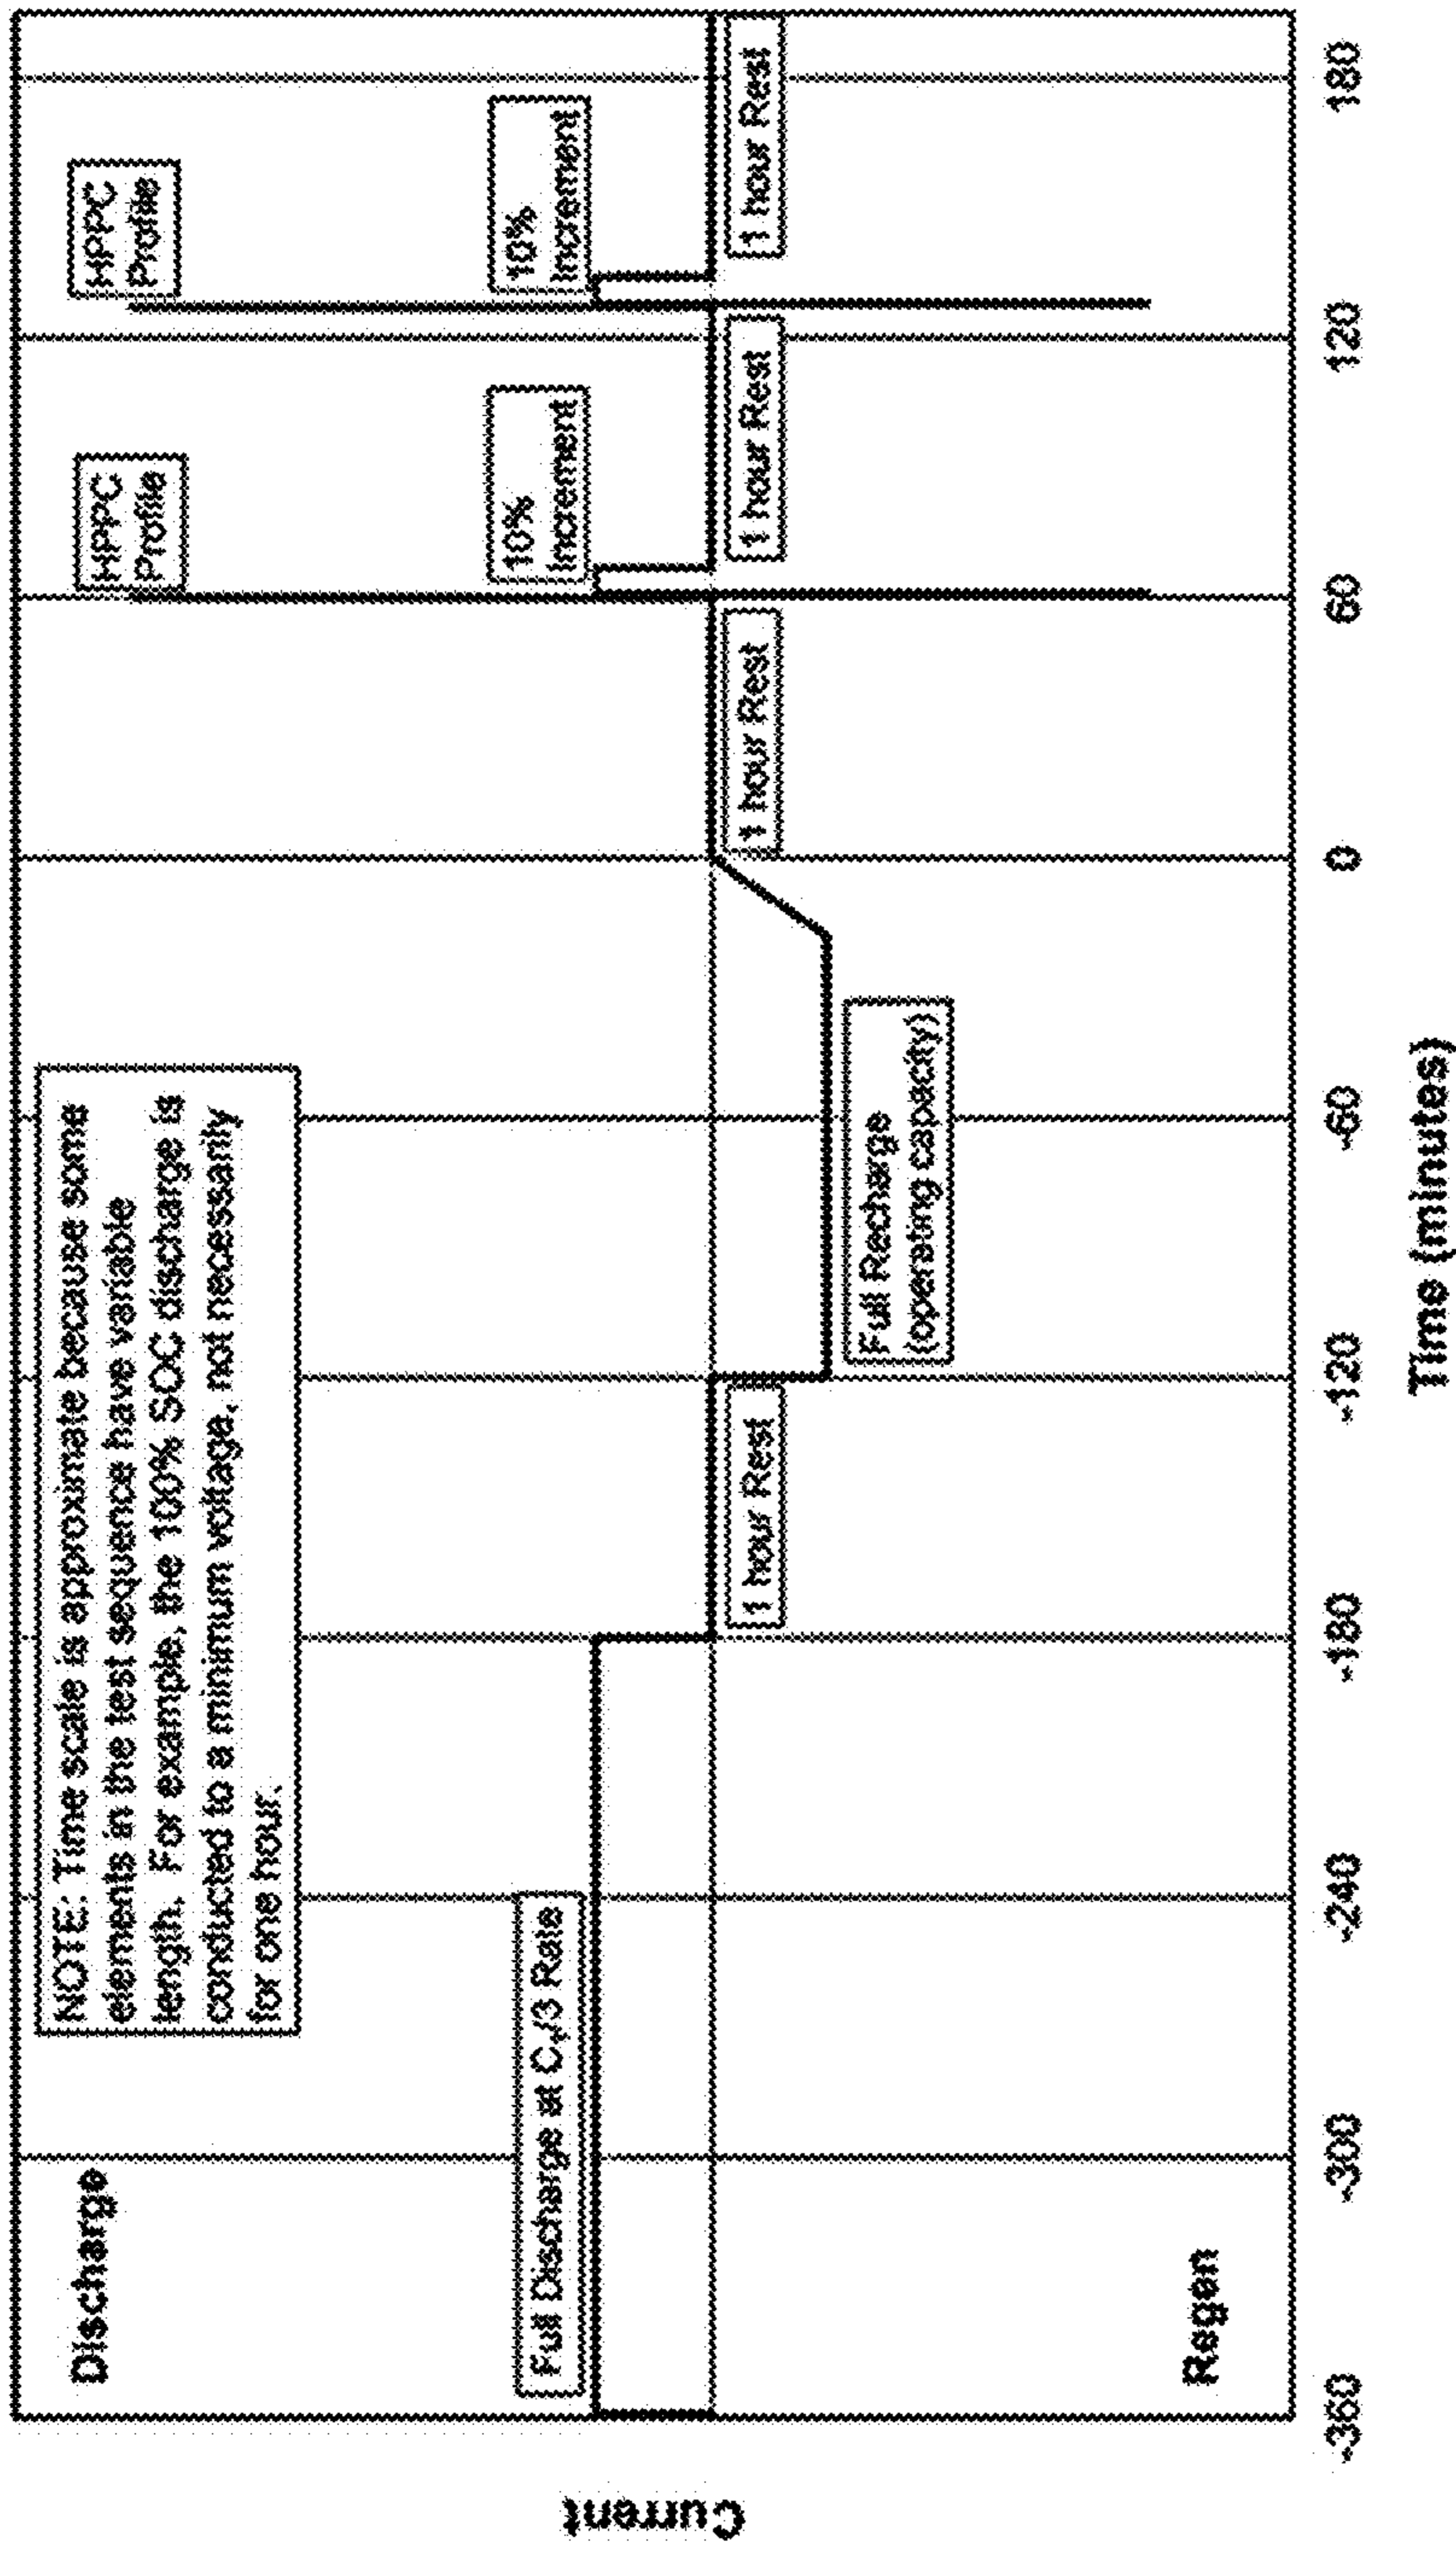 Discharge
NOTE: Time scale is approximate because some
elements in the test sequence have variable
length. For example, the 100% SOC discharge is
conducted to a minimum voltage, not necessarily
for one hour.
HPPC
Profile
HPPC
Profile
Full Discharge at C₁/3 Rate
10%
Increment
10%
Increment
Current
1 hour Rest
1 hour Rest
1 hour Rest
1 hour Rest
Full Recharge
(operating capacity)
Regen
-360
-300
-240
-180
-120
-60
0
60
120
180
Time (minutes)